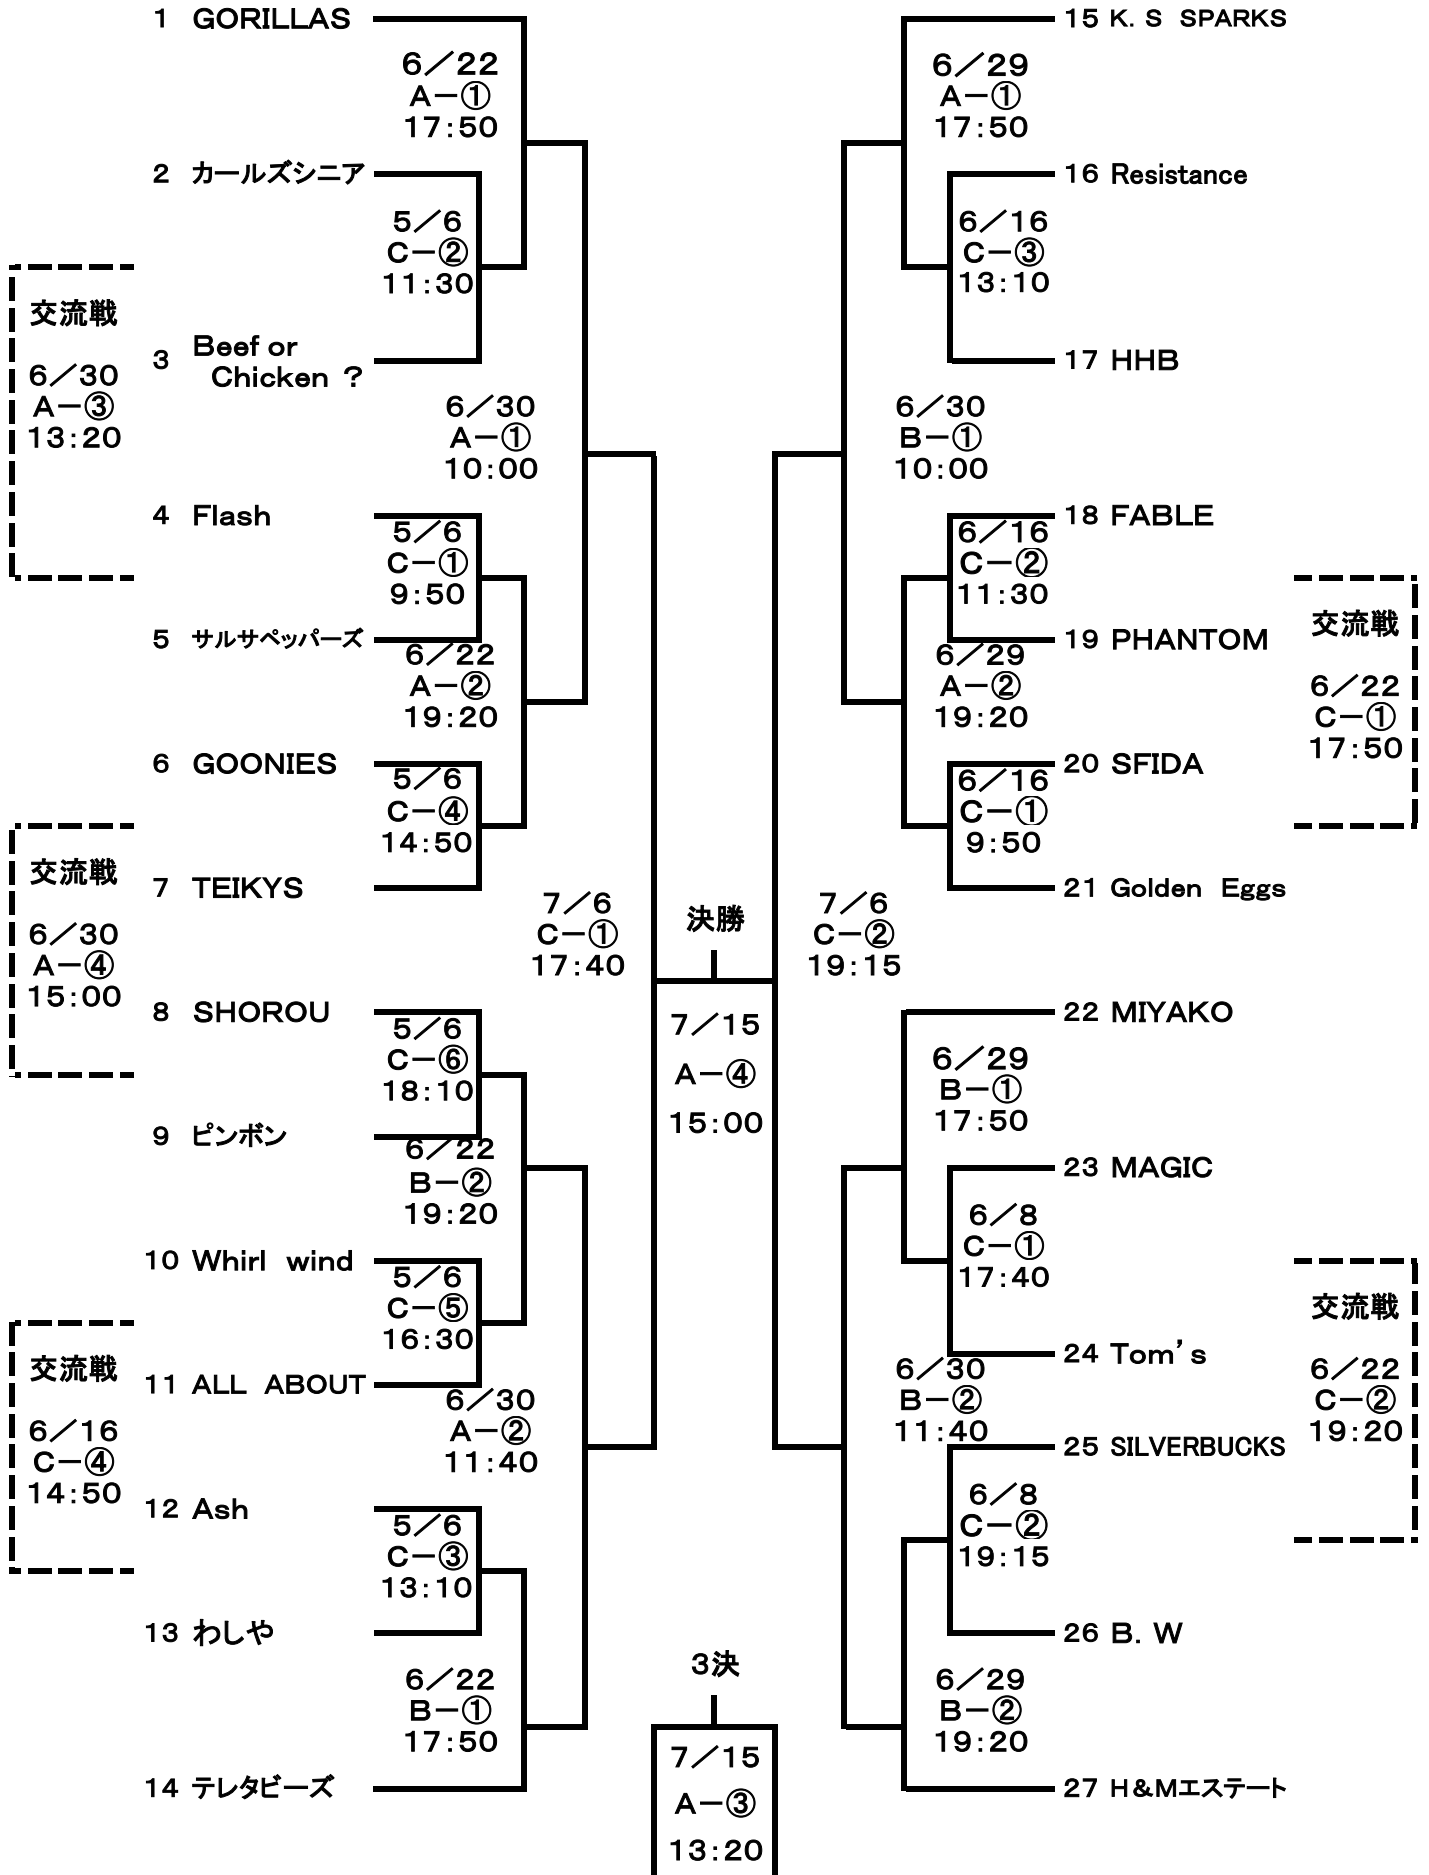 1 GORILLAS
6／22
A－①
17:50
2 カールズシニア
5／6
C－②
11:30
交流戦
6／30
A－③
13:20
3 Beef or
Chicken ?
6／30
A－①
10:00
4 Flash
5／6
C－①
9:50
5 サルサペッパーズ
6／22
A－②
19:20
6 GOONIES
5／6
C－④
14:50
交流戦
6／30
A－④
15:00
7 TEIKYS
7／6
C－①
17:40
8 SHOROU
5／6
C－⑥
18:10
9 ピンボン
6／22
B－②
19:20
10 Whirl wind
5／6
C－⑤
16:30
交流戦
6／16
C－④
14:50
11 ALL ABOUT
6／30
A－②
11:40
12 Ash
5／6
C－③
13:10
13 わしや
6／22
B－①
17:50
14 テレタビーズ
決勝
7／15
A－④
15:00
3決
7／15
A－③
13:20
15 K. S SPARKS
6／29
A－①
17:50
16 Resistance
6／16
C－③
13:10
17 HHB
6／30
B－①
10:00
18 FABLE
6／16
C－②
11:30
19 PHANTOM
6／29
A－②
19:20
交流戦
6／22
C－①
17:50
20 SFIDA
6／16
C－①
9:50
21 Golden Eggs
7／6
C－②
19:15
22 MIYAKO
6／29
B－①
17:50
23 MAGIC
6／8
C－①
17:40
24 Tom's
6／30
B－②
11:40
交流戦
6／22
C－②
19:20
25 SILVERBUCKS
6／8
C－②
19:15
26 B. W
6／29
B－②
19:20
27 H＆Mエステート